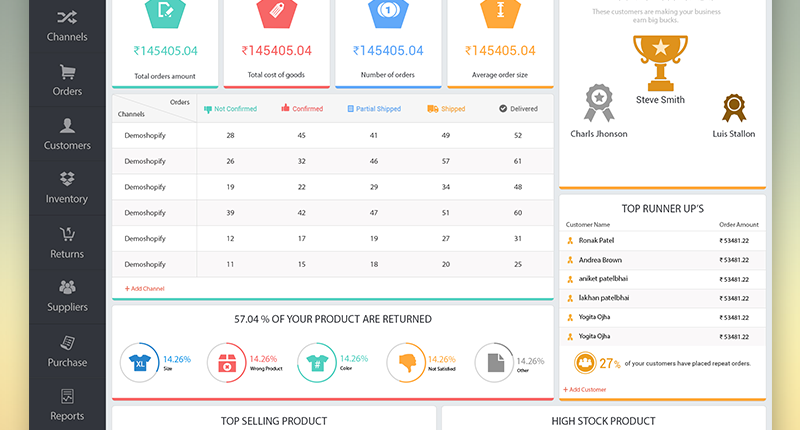 Channels
Orders
Customers
Inventory
Returns
Suppliers
Purchase
Reports
₹145405.04
Total orders amount
₹145405.04
Total cost of goods
1
₹145405.04
Number of orders
₹145405.04
Average order size
These customers are making your business
earn big bucks.
Steve Smith
Charls Jhonson
Luis Stallon
Orders
Channels
Not Confirmed Confirmed Partial Shipped Shipped Delivered
Demoshopify 28 45 41 49 52
Demoshopify 26 32 46 57 61
Demoshopify 19 22 29 34 48
Demoshopify 39 42 47 51 60
Demoshopify 12 17 19 27 31
Demoshopify 11 15 18 20 25
+ Add Channel
TOP RUNNER UP'S
Customer Name Order Amount
Ronak Patel ₹ 53481.22
Andrea Brown ₹ 53481.22
aniket patelbhai ₹ 53481.22
lakhan patelbhai ₹ 53481.22
Yogita Ojha ₹ 53481.22
Yogita Ojha ₹ 53481.22
27% of your customers have placed repeat orders.
+ Add Customer
57.04 % OF YOUR PRODUCT ARE RETURNED
XL
14.26%
Size
14.26%
Wrong Product
#
14.26%
Color
14.26%
Not Satisfied
14.26%
Other
TOP SELLING PRODUCT
HIGH STOCK PRODUCT